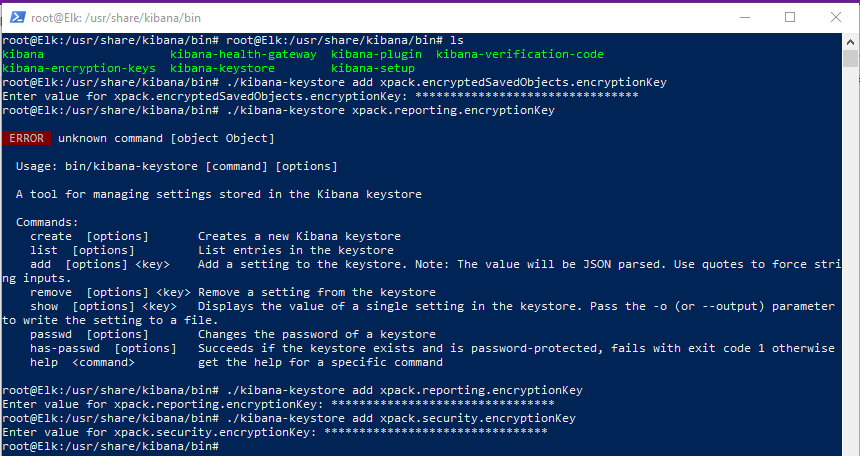 root@Elk: /usr/share/kibana/bin
root@Elk:/usr/share/kibana/bin# root@Elk:/usr/share/kibana/bin# ls
kibana kibana-health-gateway kibana-plugin kibana-verification-code
kibana-encryption-keys kibana-keystore kibana-setup
root@Elk:/usr/share/kibana/bin# ./kibana-keystore add xpack.encryptedSavedObjects.encryptionKey
Enter value for xpack.encryptedSavedObjects.encryptionKey: ********************************
root@Elk:/usr/share/kibana/bin# ./kibana-keystore xpack.reporting.encryptionKey
ERROR unknown command [object Object]
Usage: bin/kibana-keystore [command] [options]
A tool for managing settings stored in the Kibana keystore
Commands:
create [options] Creates a new Kibana keystore
list [options] List entries in the keystore
add [options] <key> Add a setting to the keystore. Note: The value will be JSON parsed. Use quotes to force stri
ng inputs.
remove [options] <key> Remove a setting from the keystore
show [options] <key> Displays the value of a single setting in the keystore. Pass the -o (or --output) parameter
to write the setting to a file.
passwd [options] Changes the password of a keystore
has-passwd [options] Succeeds if the keystore exists and is password-protected, fails with exit code 1 otherwise
help <command> get the help for a specific command
root@Elk:/usr/share/kibana/bin# ./kibana-keystore add xpack.reporting.encryptionKey
Enter value for xpack.reporting.encryptionKey: ********************************
root@Elk:/usr/share/kibana/bin# ./kibana-keystore add xpack.security.encryptionKey
Enter value for xpack.security.encryptionKey: ********************************
root@Elk:/usr/share/kibana/bin#